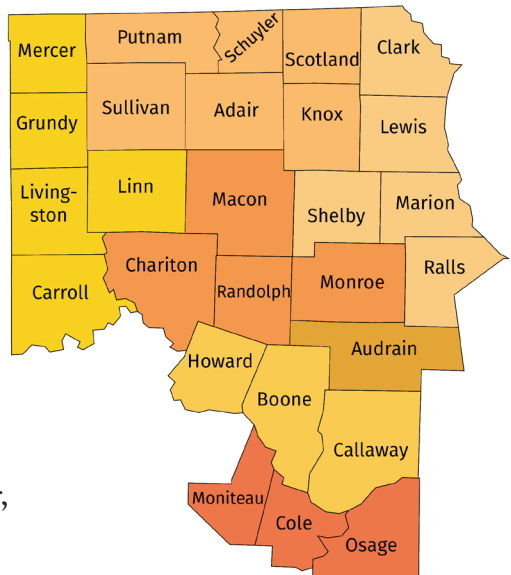 Mercer
Putnam
Schuyler
Scotland
Clark
Grundy
Sullivan
Adair
Knox
Lewis
Living-
ston
Linn
Macon
Shelby
Marion
Carroll
Chariton
Randolph
Monroe
Ralls
Howard
Boone
Audrain
Callaway
Moniteau
Cole
Osage